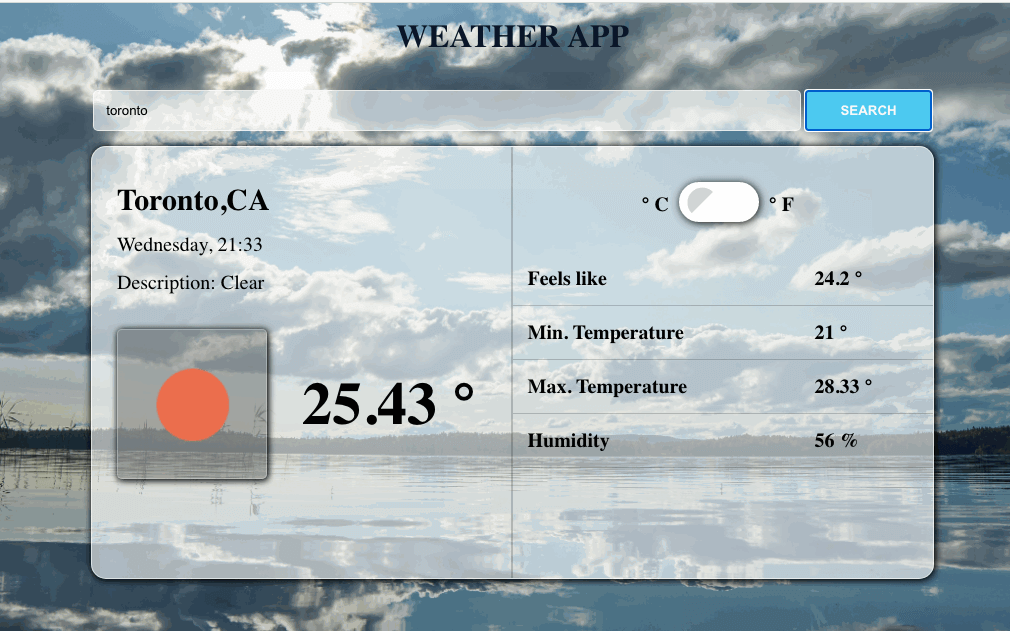 WEATHER APP
toronto
SEARCH
Toronto,CA
Wednesday, 21:33
Description: Clear
25.43 °
° C
° F
Feels like 24.2 °
Min. Temperature 21 °
Max. Temperature 28.33 °
Humidity 56 %